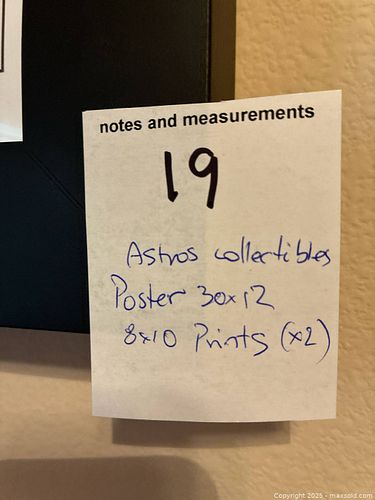 notes and measurements
19
Astros collectibles
Poster 30x12
8x10 Prints (x2)
Copyright 2025 - maxsold.com